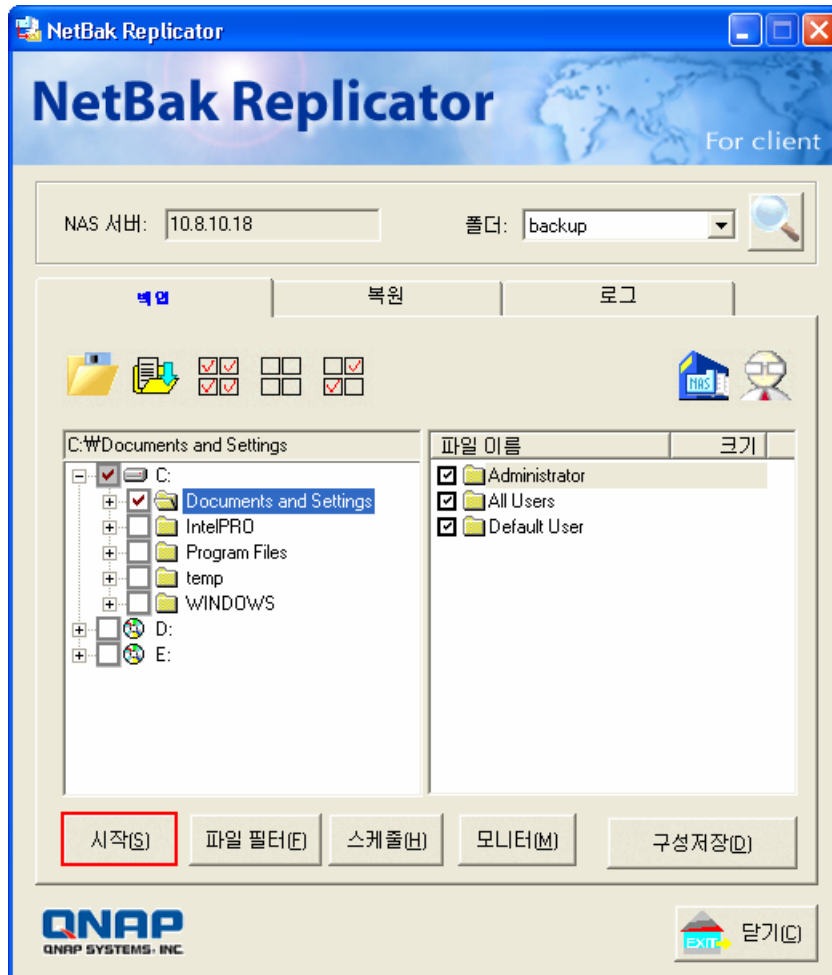 NetBak Replicator
NetBak Replicator
For client
NAS 서버: 10.8.10.18 폴더: backup
백업 복원 로그
NAS
C:₩Documents and Settings
파일 이름 크기
C:
Documents and Settings
IntelPRO
Program Files
temp
WINDOWS
D:
E:
Administrator
All Users
Default User
시작(S) 파일 필터(F) 스케줄(H) 모니터(M) 구성저장(D)
QNAP
QNAP SYSTEMS, INC.
EXIT 닫기(C)